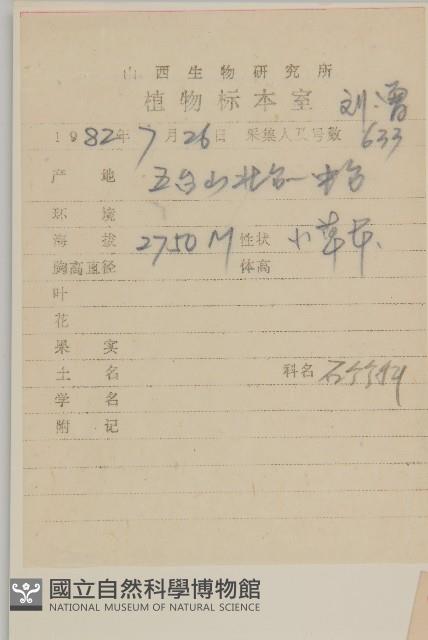 山西生物研究所
植物标本室 刘
1982年7月26日 采集人及号数 633
产地 五台山北台—中台
环境
海拔 2750M 性状 小草本.
胸高直径 体高
叶
花
果实
土名 科名 石竹科
学名
附记
國立自然科學博物館
NATIONAL MUSEUM OF NATURAL SCIENCE